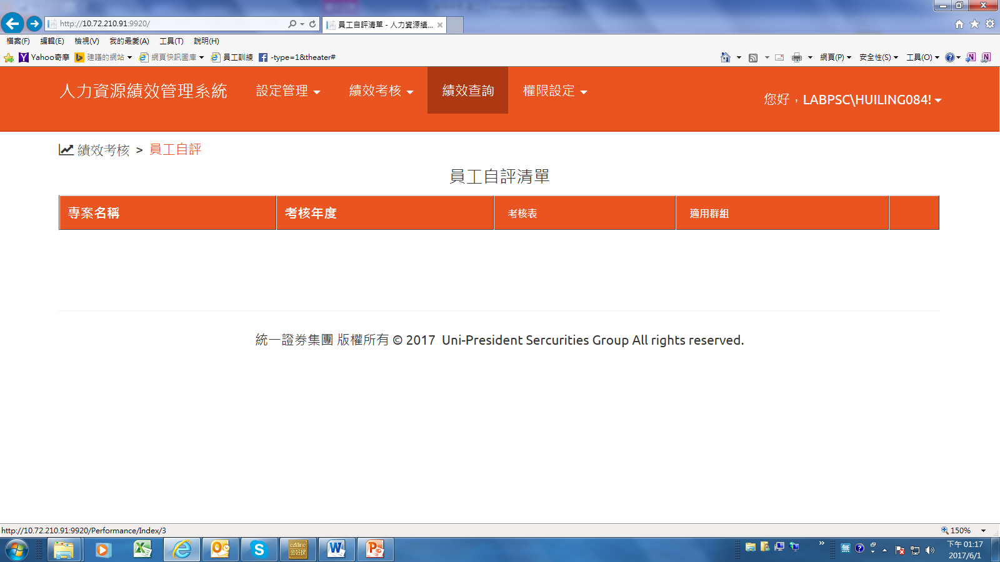 http://10.72.210.91:9920/
員工自評清單 - 人力資源績...
檔案(F) 編輯(E) 檢視(V) 我的最愛(A) 工具(T) 說明(H)
Yahoo奇摩 建議的網站 網頁快訊圖庫 員工訓練 -type=1&theater# 網頁(P) 安全性(S) 工具(O)
人力資源績效管理系統 設定管理 績效考核 績效查詢 權限設定 您好，LABPSC\HUILING084!
績效考核 > 員工自評
員工自評清單
專案名稱 考核年度 考核表 適用群組
統一證券集團 版權所有 © 2017 Uni-President Sercurities Group All rights reserved.
http://10.72.210.91:9920/Performance/Index/3 150%
ezMine 金好探 無 下午 01:17
2017/6/1